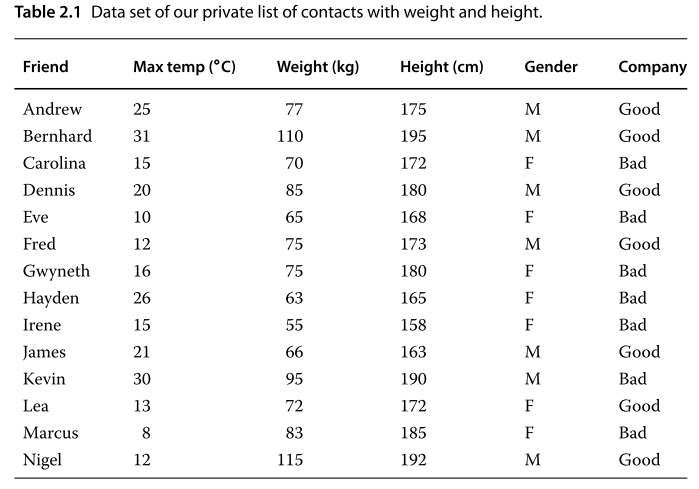 Table 2.1 Data set of our private list of contacts with weight and height.
Friend Max temp (°C) Weight (kg) Height (cm) Gender Company
Andrew 25 77 175 M Good
Bernhard 31 110 195 M Good
Carolina 15 70 172 F Bad
Dennis 20 85 180 M Good
Eve 10 65 168 F Bad
Fred 12 75 173 M Good
Gwyneth 16 75 180 F Bad
Hayden 26 63 165 F Bad
Irene 15 55 158 F Bad
James 21 66 163 M Good
Kevin 30 95 190 M Bad
Lea 13 72 172 F Good
Marcus 8 83 185 F Bad
Nigel 12 115 192 M Good